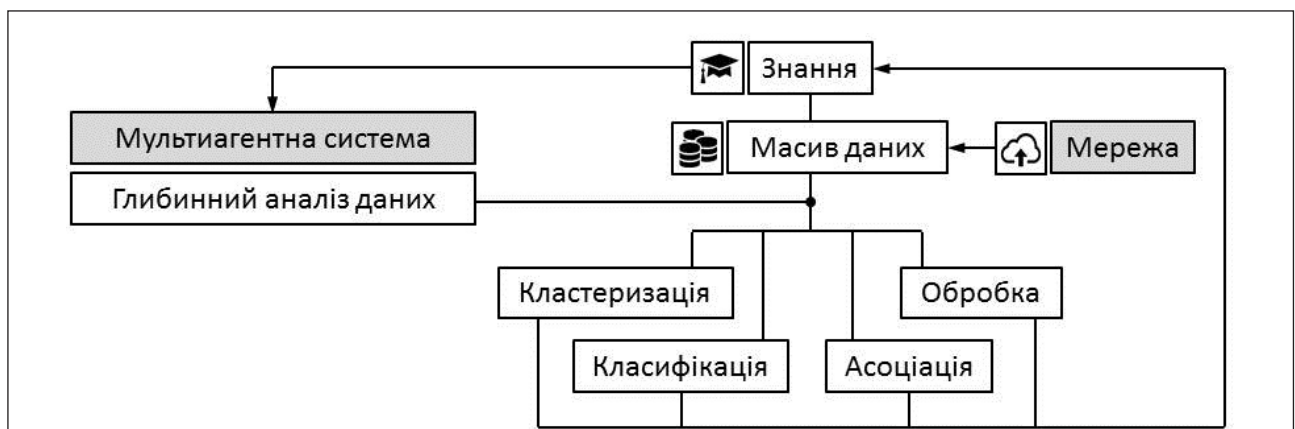 Знання
Мультиагентна система
Масив даних
Мережа
Глибинний аналіз даних
Кластеризація
Обробка
Класифікація
Асоціація